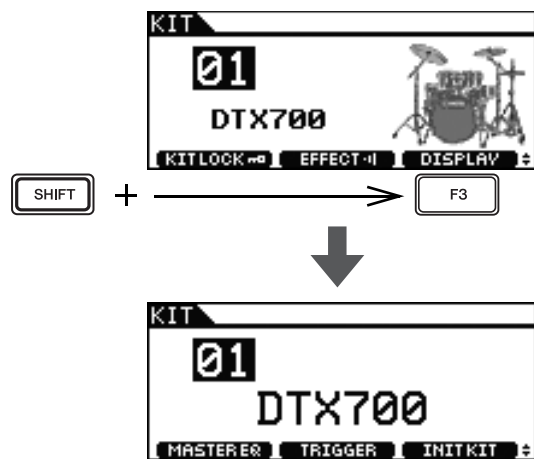 KIT
01
DTX700
KITLOCK EFFECT DISPLAY
SHIFT + F3
KIT
01
DTX700
MASTER EQ TRIGGER INIT KIT